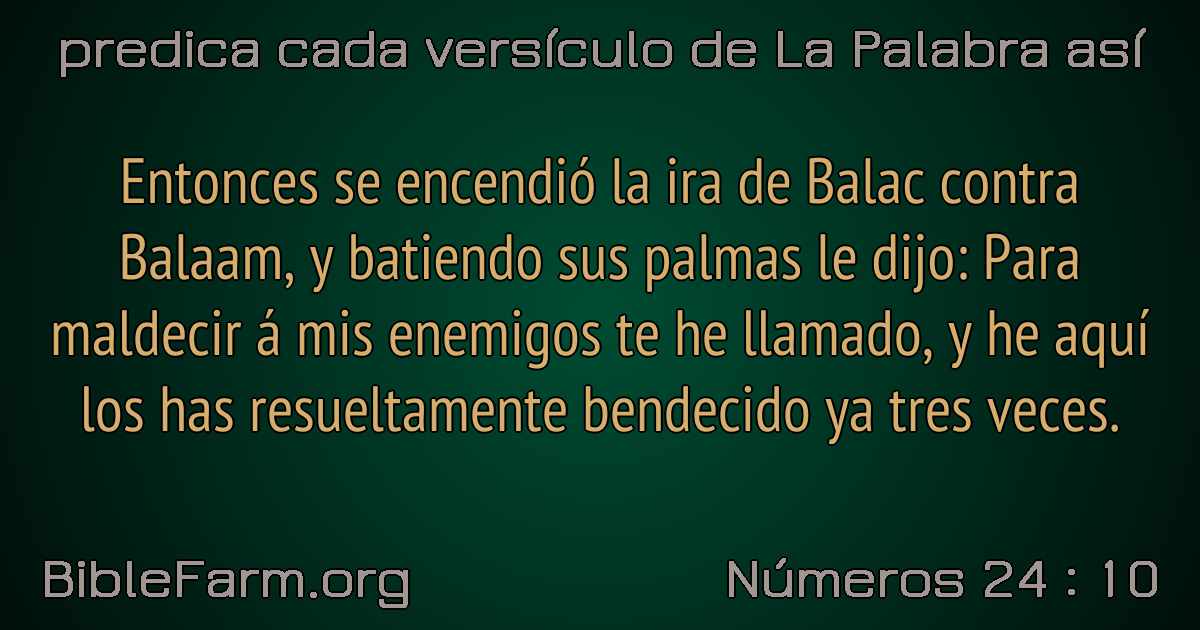 predica cada versículo de La Palabra así
Entonces se encendió la ira de Balac contra
Balaam, y batiendo sus palmas le dijo: Para
maldecir á mis enemigos te he llamado, y he aquí
los has resueltamente bendecido ya tres veces.
BibleFarm.org
Números 24 : 10